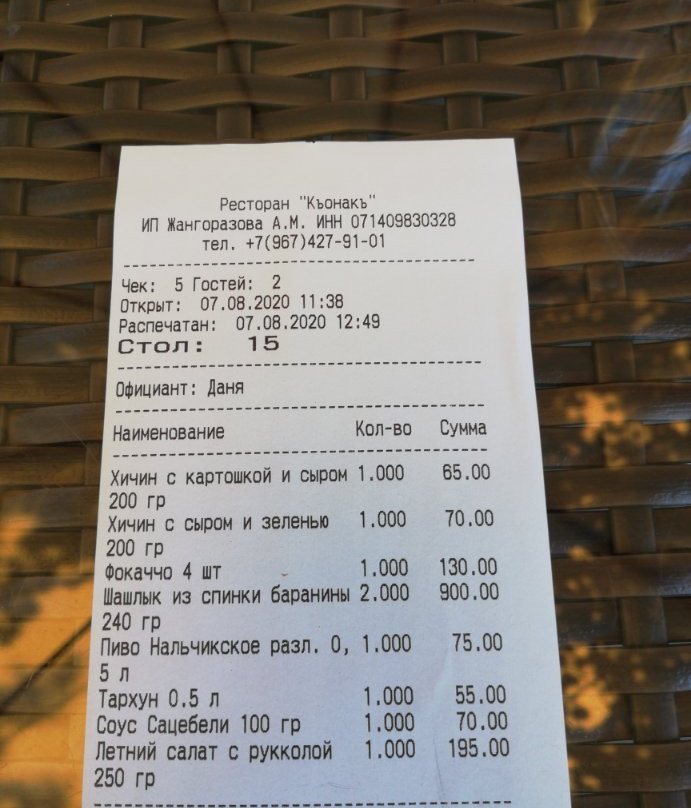 Ресторан "Къонакъ"
ИП Жангоразова А.М. ИНН 071409830328
тел. +7(967)427-91-01
Чек: 5 Гостей: 2
Открыт: 07.08.2020 11:38
Распечатан: 07.08.2020 12:49
Стол: 15
Официант: Даня
Наименование Кол-во Сумма
Хичин с картошкой и сыром 1.000 65.00
200 гр
Хичин с сыром и зеленью 1.000 70.00
200 гр
Фокаччо 4 шт 1.000 130.00
Шашлык из спинки баранины 2.000 900.00
240 гр
Пиво Нальчикское разл. 0, 1.000 75.00
5 л
Тархун 0.5 л 1.000 55.00
Соус Сацебели 100 гр 1.000 70.00
Летний салат с рукколой 1.000 195.00
250 гр